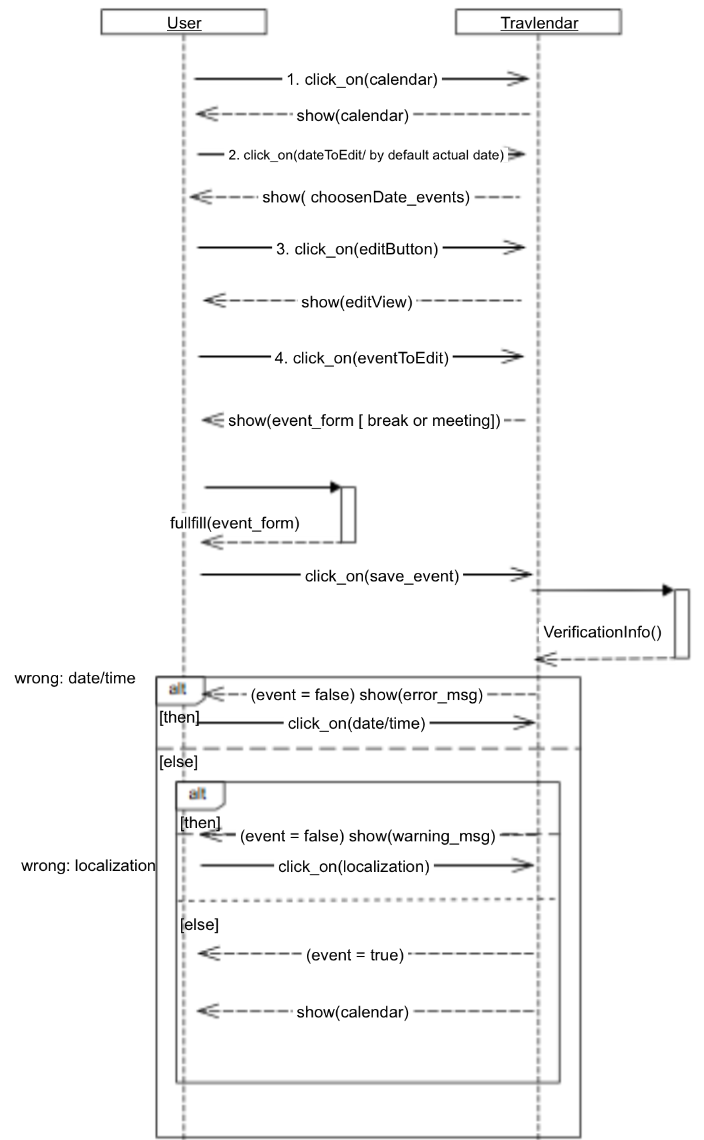 User
Travlendar
1. click_on(calendar)
show(calendar)
2. click_on(dateToEdit/ by default actual date)
show( choosenDate_events)
3. click_on(editButton)
show(editView)
4. click_on(eventToEdit)
show(event_form [ break or meeting])
fullfill(event_form)
click_on(save_event)
VerificationInfo()
wrong: date/time
alt
(event = false) show(error_msg)
[then]
click_on(date/time)
[else]
alt
[then]
(event = false) show(warning_msg)
wrong: localization
click_on(localization)
[else]
(event = true)
show(calendar)